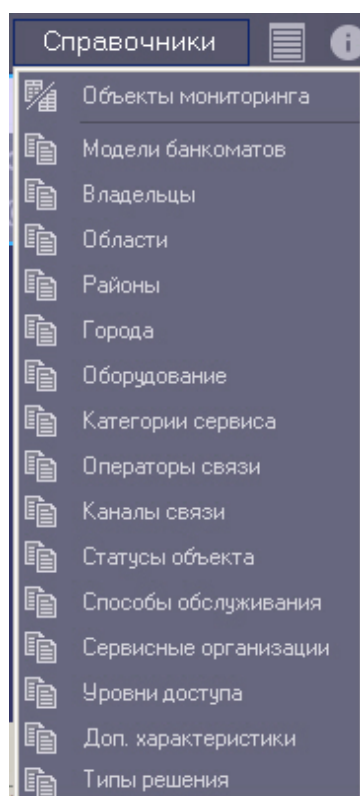 Справочники
Объекты мониторинга
Модели банкоматов
Владельцы
Области
Районы
Города
Оборудование
Категории сервиса
Операторы связи
Каналы связи
Статусы объекта
Способы обслуживания
Сервисные организации
Уровни доступа
Доп. характеристики
Типы решения